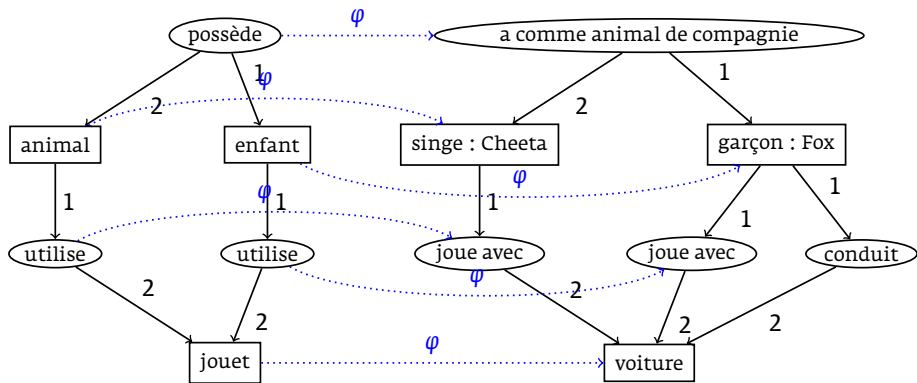 φ
possède
a comme animal de compagnie
2
1
φ
2
1
animal
enfant
singe : Cheeta
garçon : Fox
φ
1
φ
1
1
1
1
utilise
utilise
joue avec
joue avec
conduit
φ
2
2
2
2
2
φ
jouet
voiture